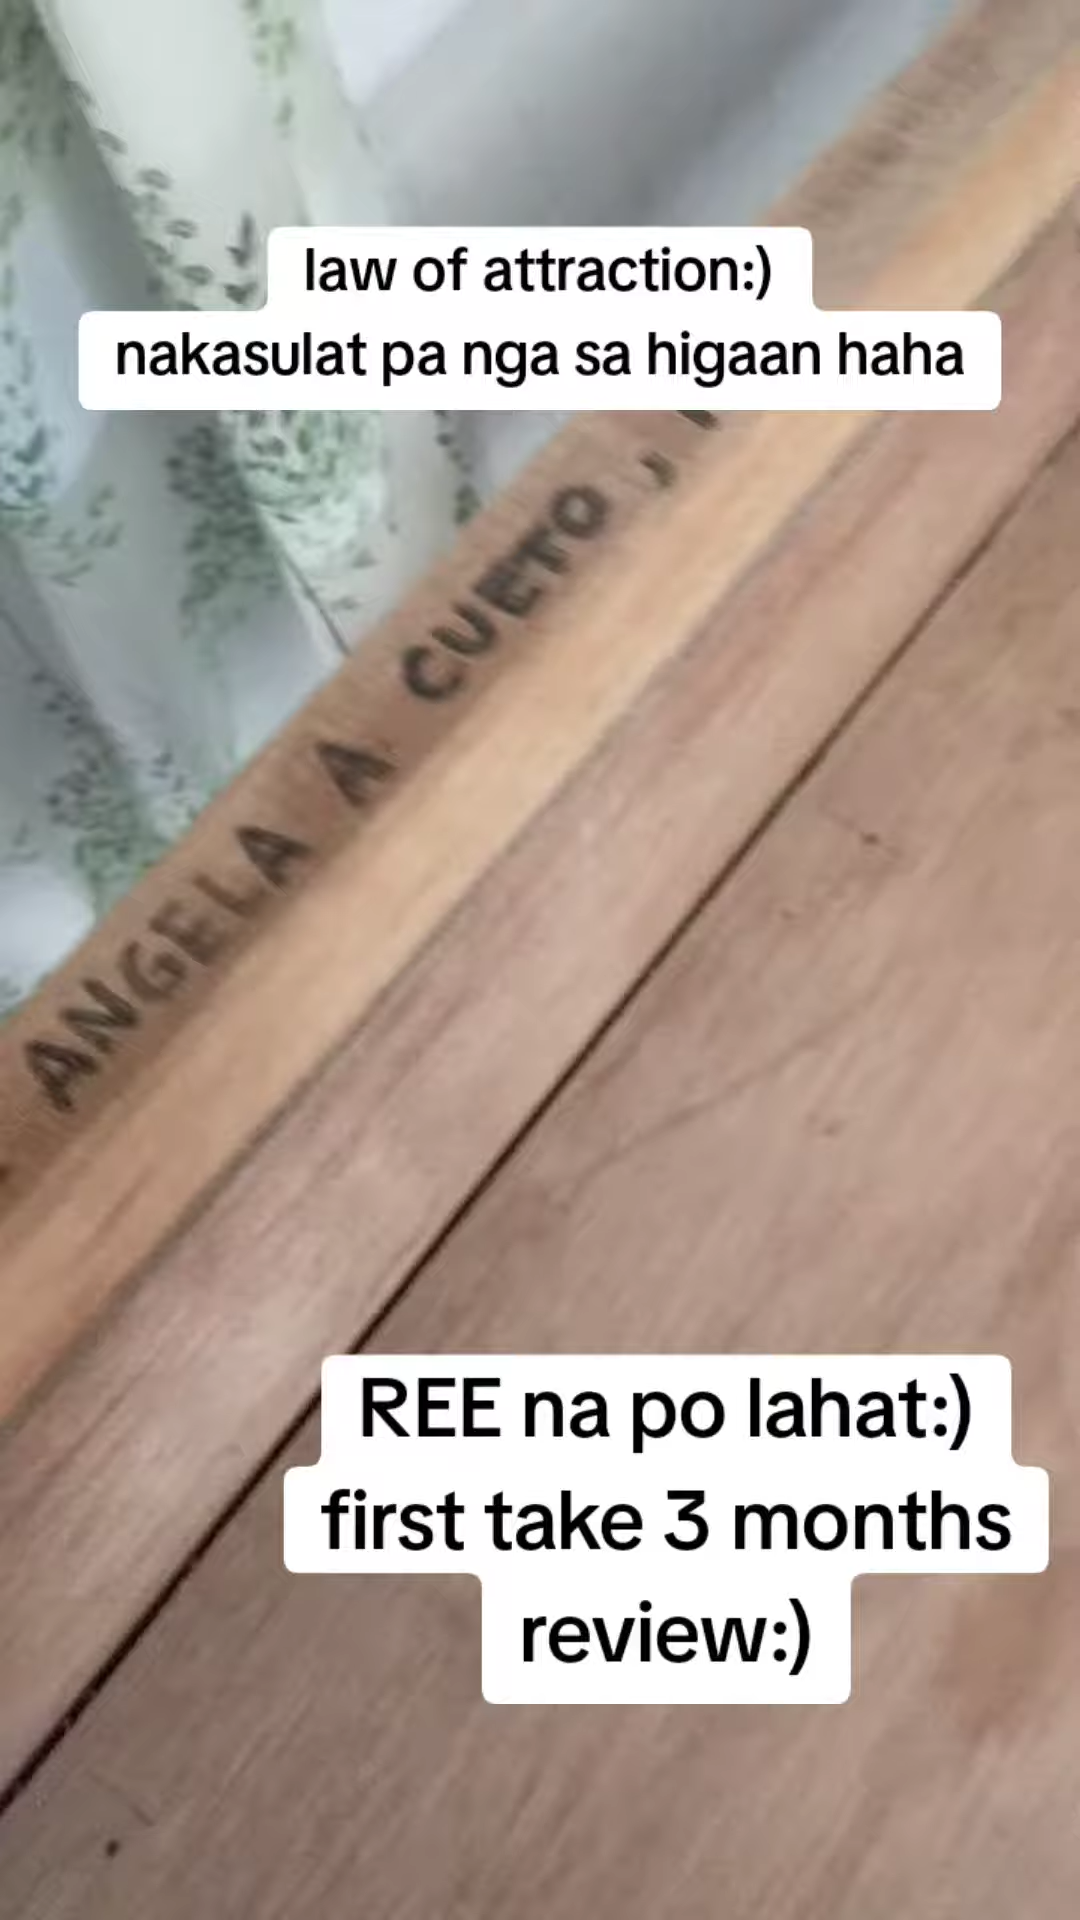 law of attraction:)
nakasulat pa nga sa higaan haha
ANGELA A CUETO,
REE na po lahat:)
first take 3 months
review:)